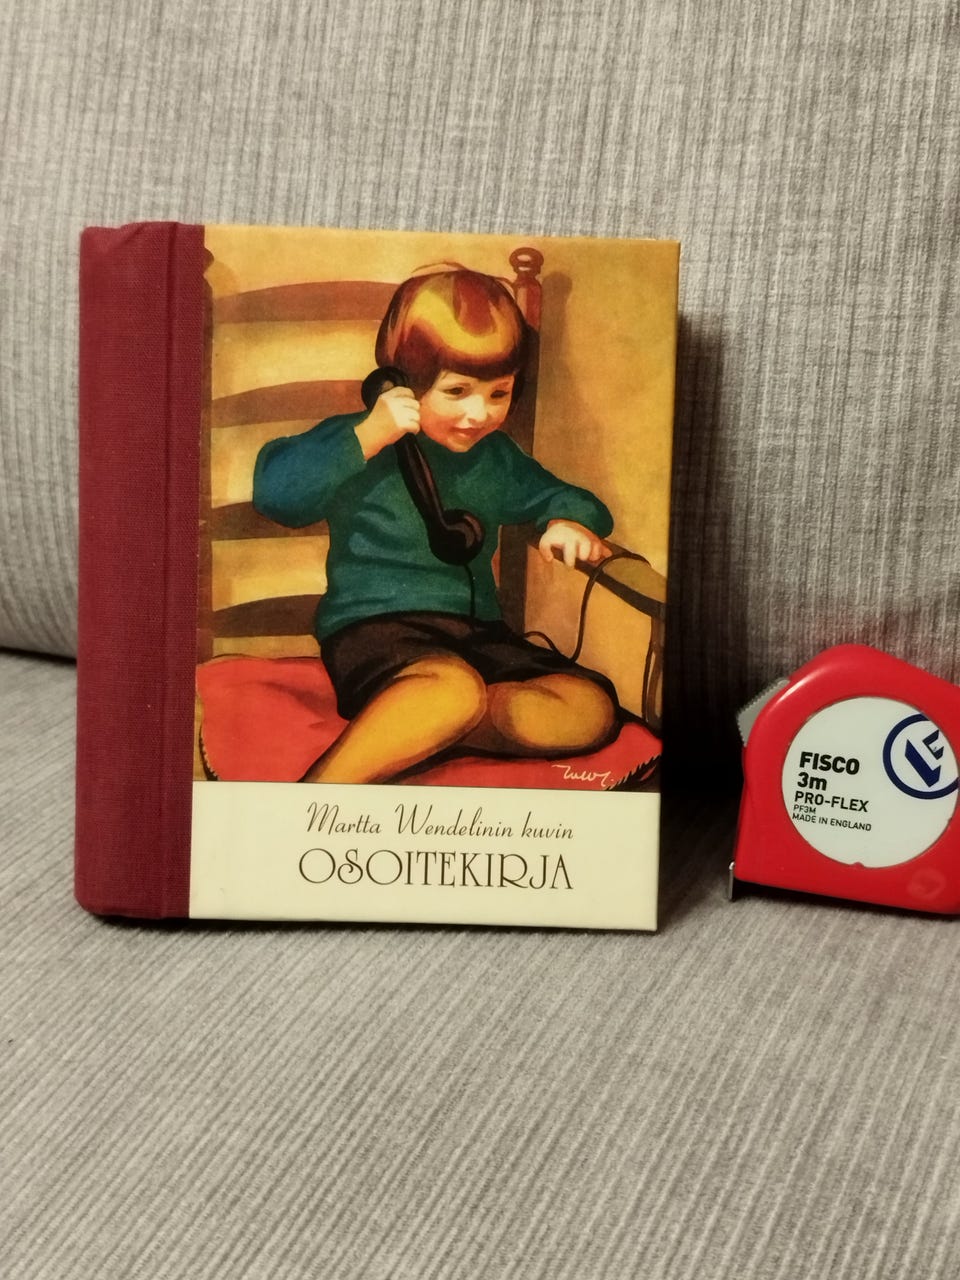 Martta Wendelinin kuvin
OSOITEKIRJA
FISCO
3m
PRO-FLEX
PF3M
MADE IN ENGLAND